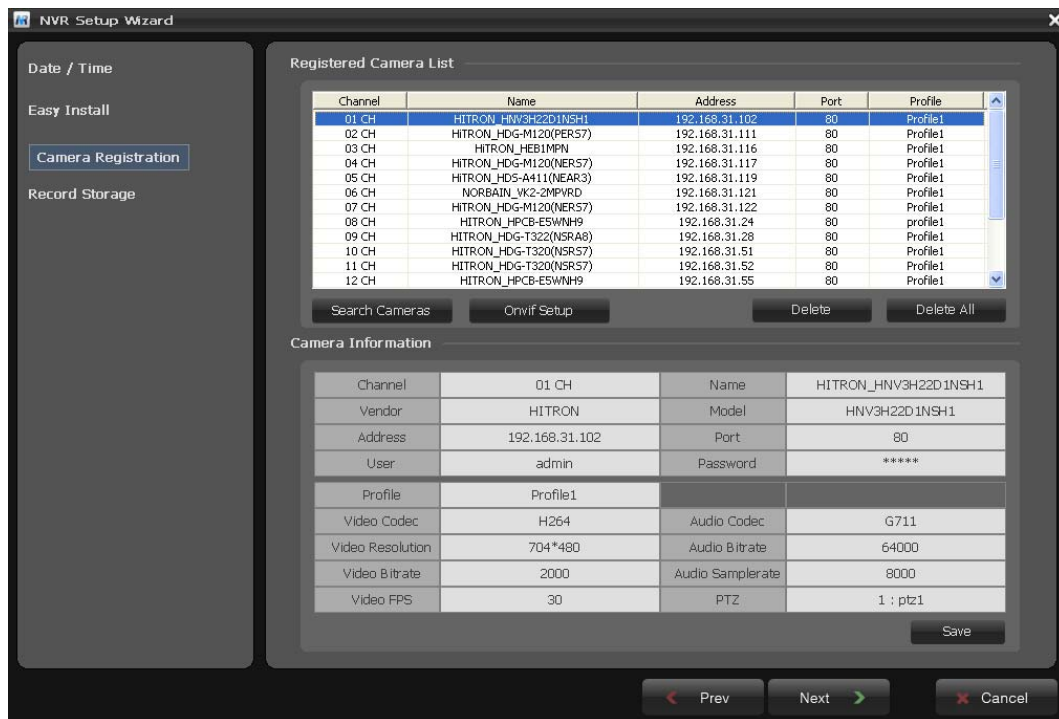 NVR Setup Wizard
Date / Time
Easy Install
Camera Registration
Record Storage
Registered Camera List
Channel Name Address Port Profile
01 CH HITRON_HNV3H22D1NSH1 192.168.31.102 80 Profile1
02 CH HiTRON_HDG-M120(PERS7) 192.168.31.111 80 Profile1
03 CH HiTRON_HEB1MPN 192.168.31.116 80 Profile1
04 CH HiTRON_HDG-M120(NERS7) 192.168.31.117 80 Profile1
05 CH HiTRON_HDS-A411(NEAR3) 192.168.31.119 80 Profile1
06 CH NORBAIN_VK2-2MPVRD 192.168.31.121 80 Profile1
07 CH HiTRON_HDG-M120(NERS7) 192.168.31.122 80 Profile1
08 CH HITRON_HPCB-E5WNH9 192.168.31.24 80 profile1
09 CH HITRON_HDG-T322(NSRA8) 192.168.31.28 80 Profile1
10 CH HITRON_HDG-T320(NSRS7) 192.168.31.51 80 Profile1
11 CH HITRON_HDG-T320(NSRS7) 192.168.31.52 80 Profile1
12 CH HITRON_HPCB-E5WNH9 192.168.31.55 80 Profile1
Search Cameras Onvif Setup Delete Delete All
Camera Information
Channel 01 CH Name HITRON_HNV3H22D1NSH1
Vendor HITRON Model HNV3H22D1NSH1
Address 192.168.31.102 Port 80
User admin Password *****
Profile Profile1
Video Codec H264 Audio Codec G711
Video Resolution 704*480 Audio Bitrate 64000
Video Bitrate 2000 Audio Samplerate 8000
Video FPS 30 PTZ 1 : ptz1
Save
Prev Next Cancel